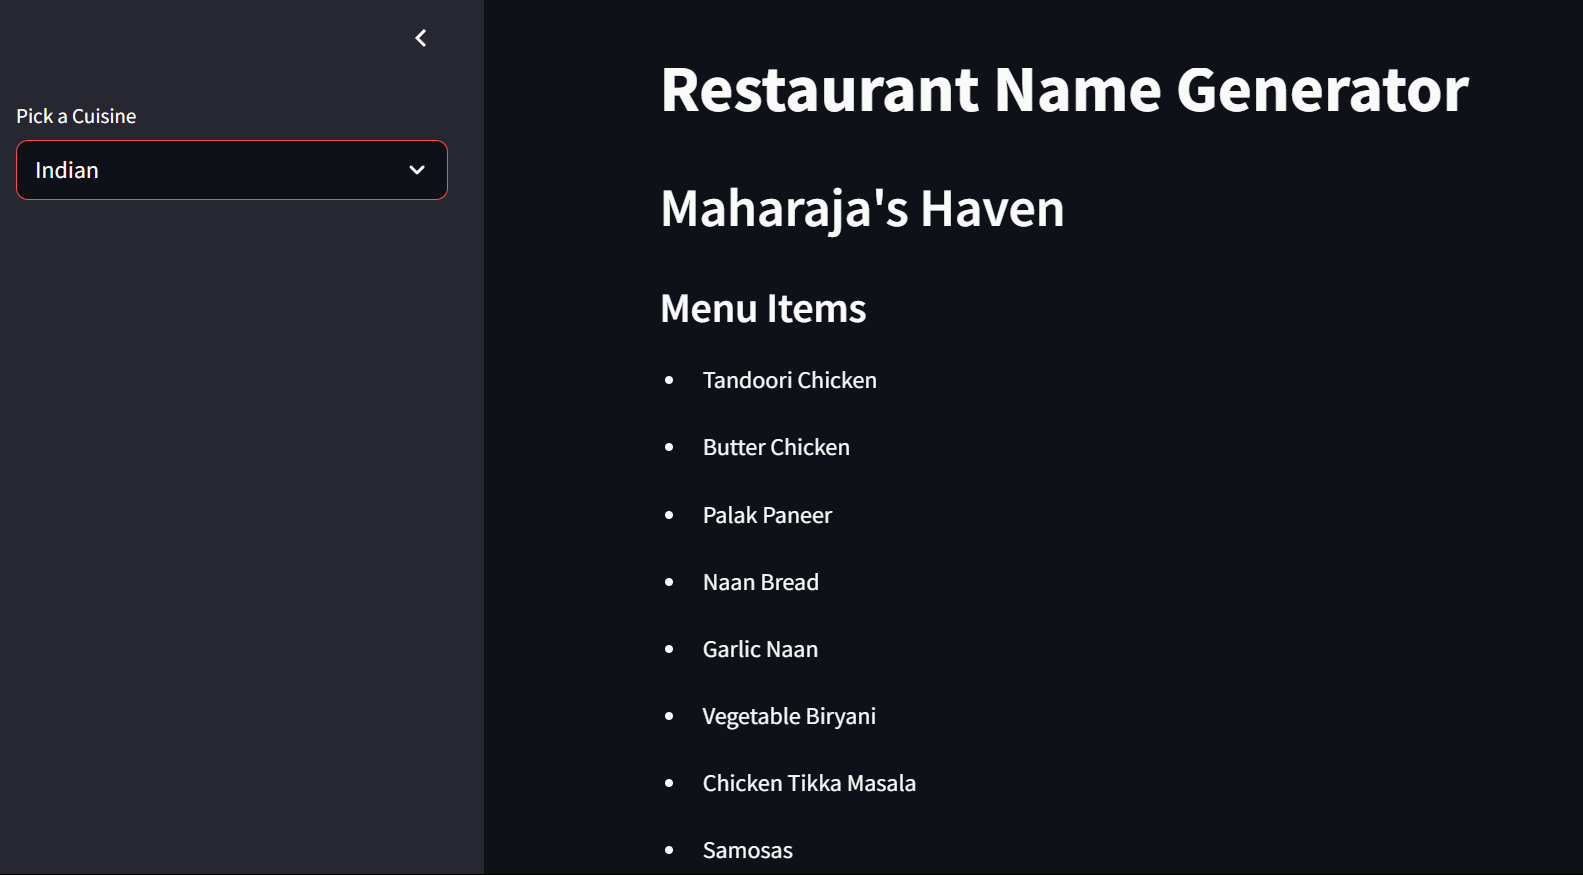 Pick a Cuisine
Indian
Restaurant Name Generator
Maharaja's Haven
Menu Items
Tandoori Chicken
Butter Chicken
Palak Paneer
Naan Bread
Garlic Naan
Vegetable Biryani
Chicken Tikka Masala
Samosas